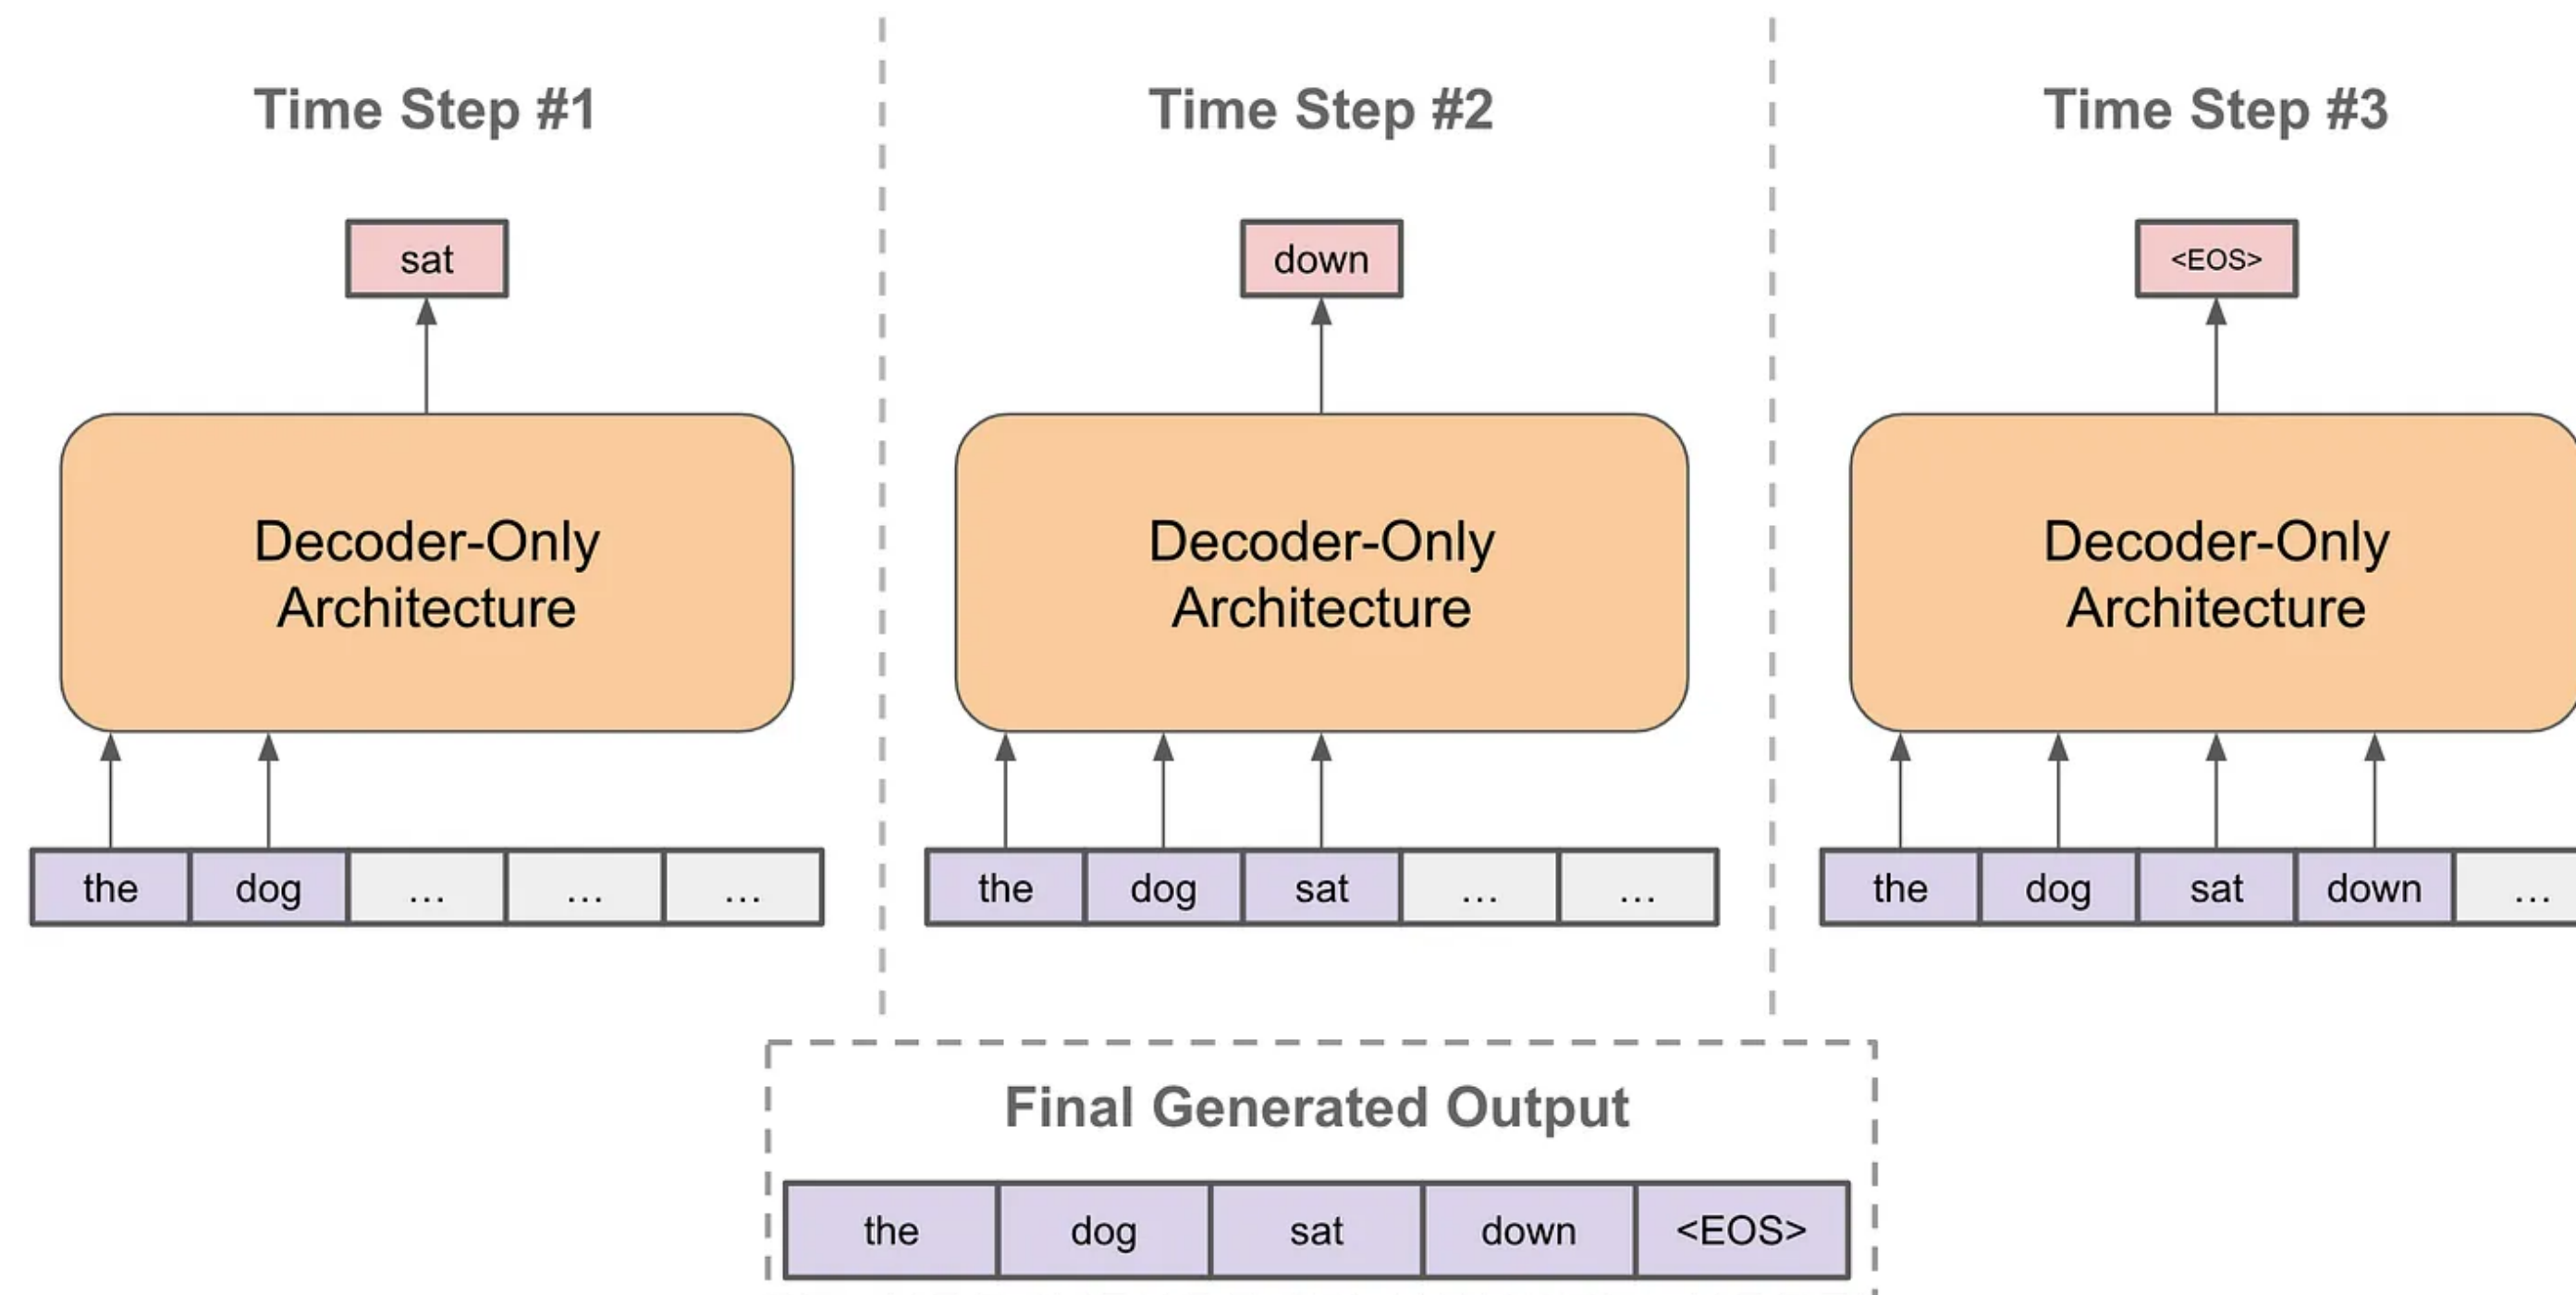 Time Step #1
Time Step #2
Time Step #3
sat
down
<EOS>
Decoder-Only
Architecture
Decoder-Only
Architecture
Decoder-Only
Architecture
the dog ... ... ...
the dog sat ... ...
the dog sat down ...
Final Generated Output
the dog sat down <EOS>